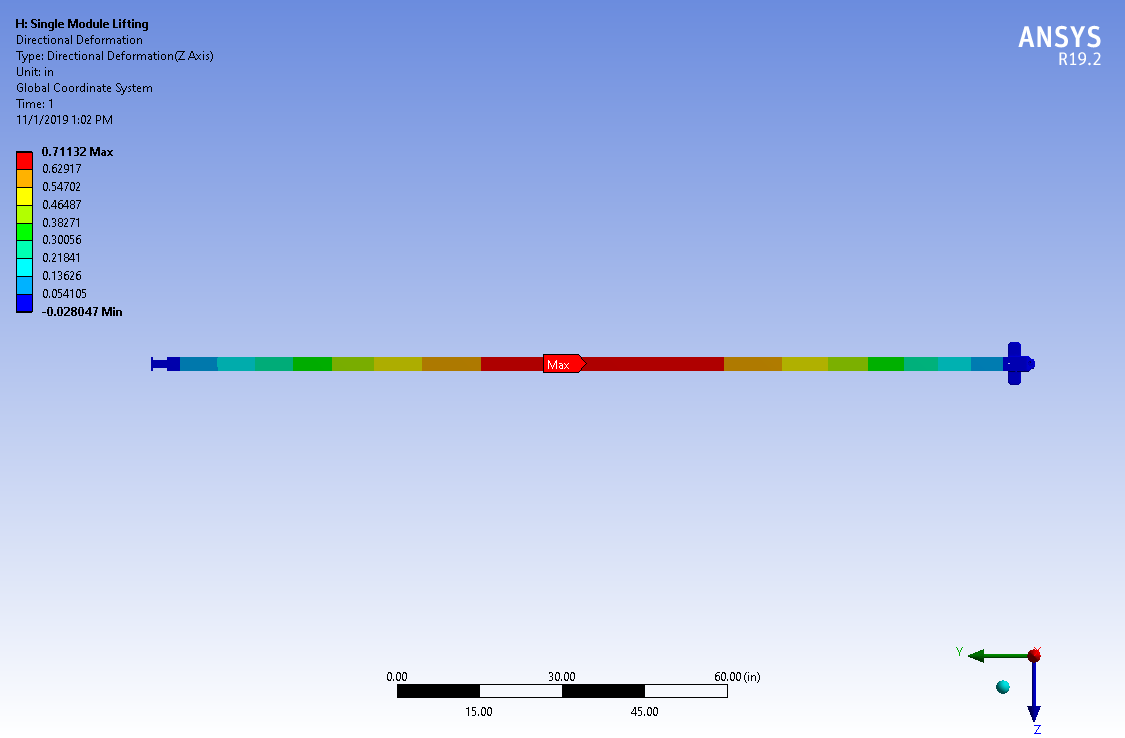 H: Single Module Lifting
Directional Deformation
Type: Directional Deformation(Z Axis)
Unit: in
Global Coordinate System
Time: 1
11/1/2019 1:02 PM
ANSYS
R19.2
0.71132 Max
0.62917
0.54702
0.46487
0.38271
0.30056
0.21841
0.13626
0.054105
-0.028047 Min
Max
0.00 30.00 60.00 (in)
15.00 45.00
Y X
Z